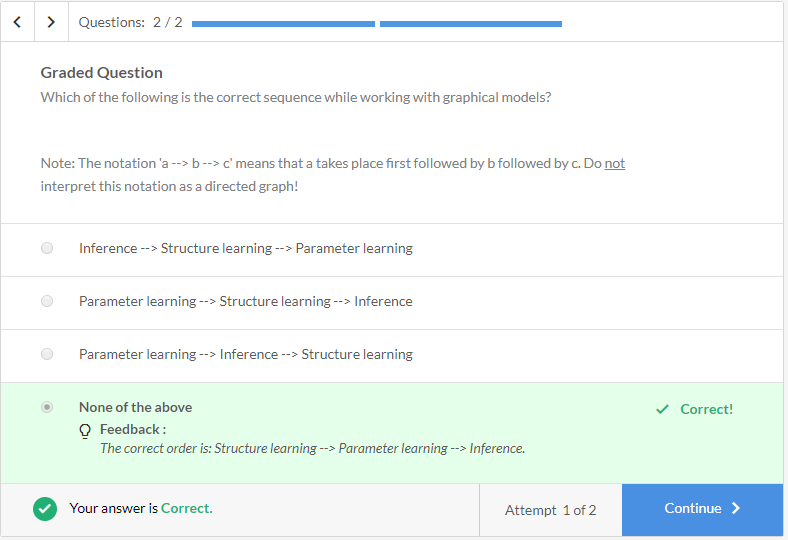 Questions: 2 / 2
Graded Question
Which of the following is the correct sequence while working with graphical models?
Note: The notation 'a --> b --> c' means that a takes place first followed by b followed by c. Do not
interpret this notation as a directed graph!
Inference --> Structure learning --> Parameter learning
Parameter learning --> Structure learning --> Inference
Parameter learning --> Inference --> Structure learning
None of the above
Correct!
Feedback :
The correct order is: Structure learning --> Parameter learning --> Inference.
Your answer is Correct.
Attempt 1 of 2
Continue